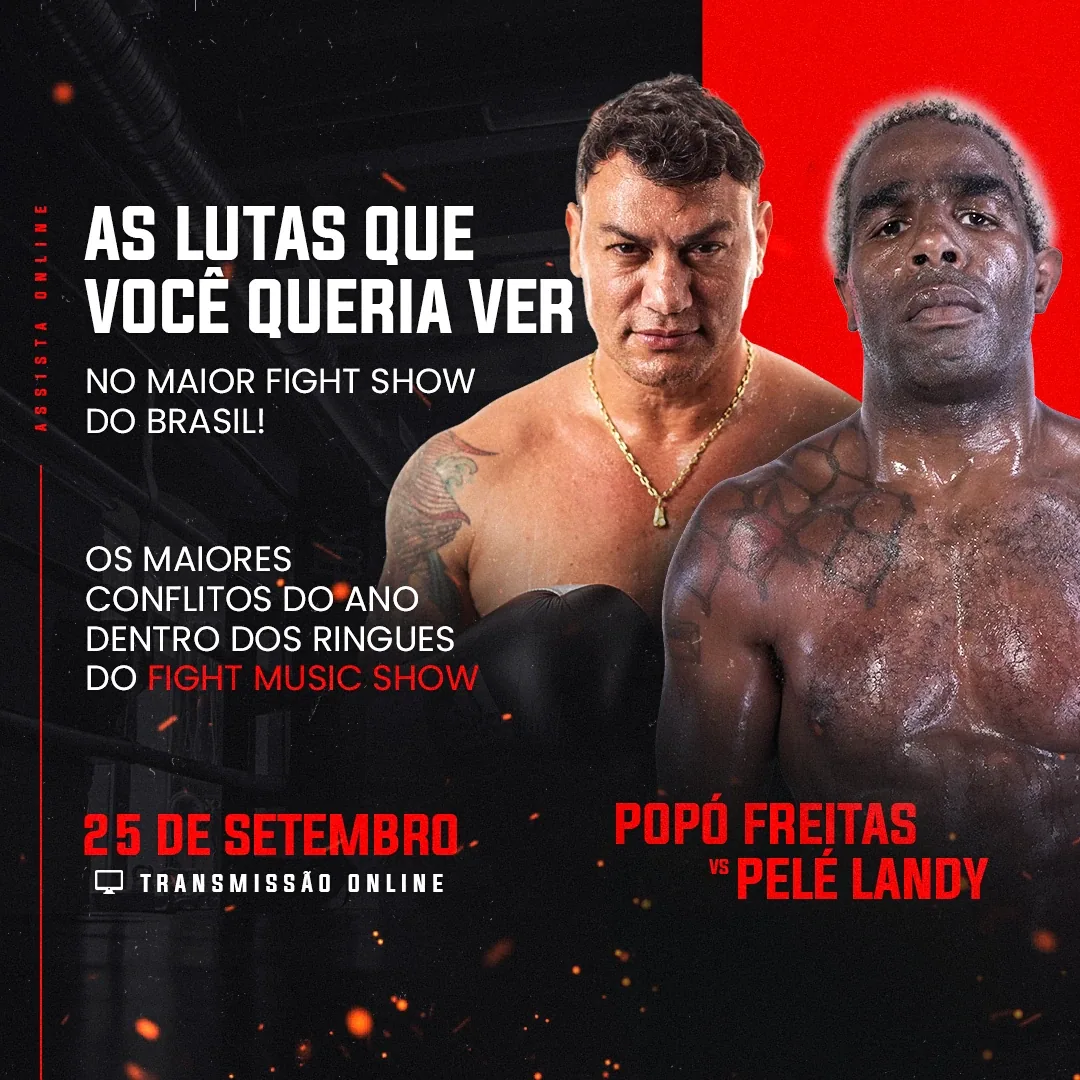 ASSISTA ONLINE
AS LUTAS QUE
VOCÊ QUERIA VER
NO MAIOR FIGHT SHOW
DO BRASIL!
OS MAIORES
CONFLITOS DO ANO
DENTRO DOS RINGUES
DO FIGHT MUSIC SHOW
25 DE SETEMBRO
TRANSMISSÃO ONLINE
POPÓ FREITAS
VS PELÉ LANDY